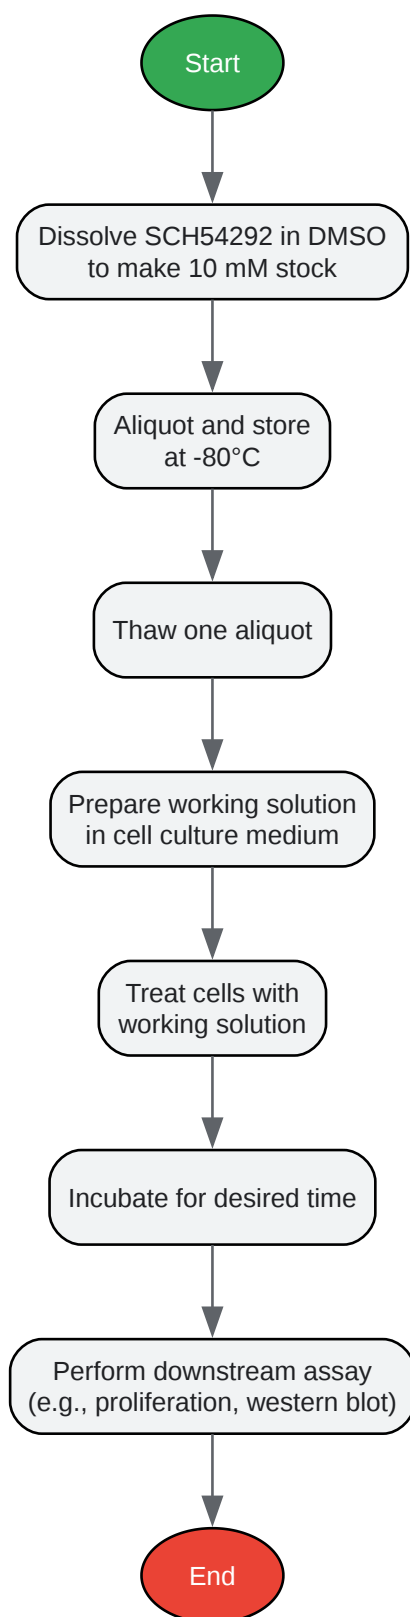 Start
Dissolve SCH54292 in DMSO
to make 10 mM stock
Aliquot and store
at -80°C
Thaw one aliquot
Prepare working solution
in cell culture medium
Treat cells with
working solution
Incubate for desired time
Perform downstream assay
(e.g., proliferation, western blot)
End